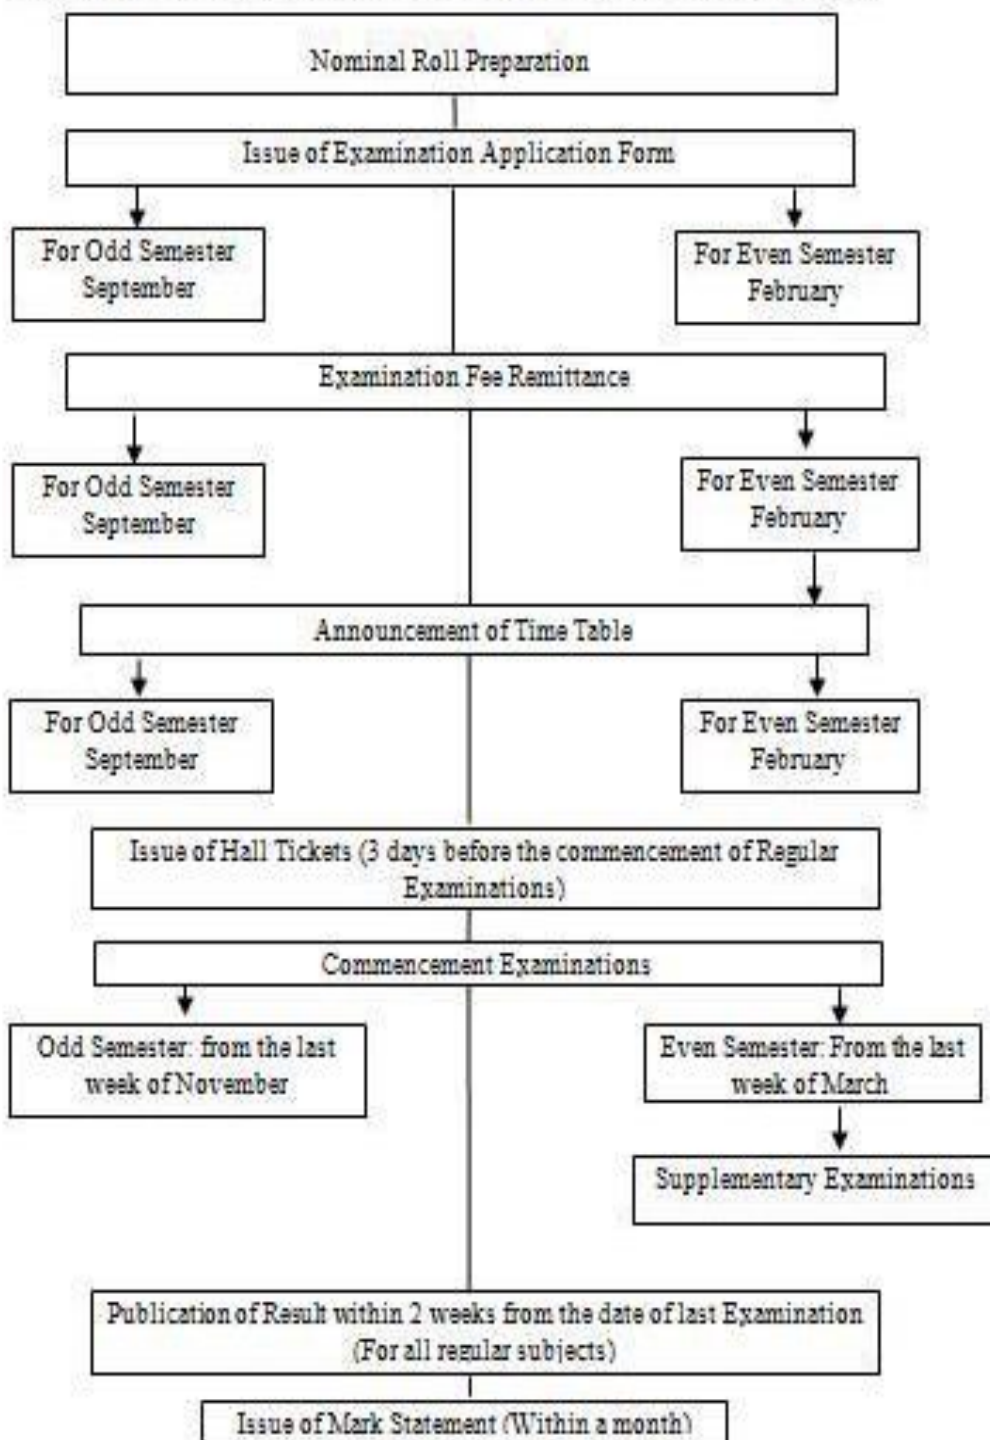 Nominal Roll Preparation
Issue of Examination Application Form
For Odd Semester
September
For Even Semester
February
Examination Fee Remittance
For Odd Semester
September
For Even Semester
February
Announcement of Time Table
For Odd Semester
September
For Even Semester
February
Issue of Hall Tickets (3 days before the commencement of Regular
Examinations)
Commencement Examinations
Odd Semester: from the last
week of November
Even Semester: From the last
week of March
Supplementary Examinations
Publication of Result within 2 weeks from the date of last Examination
(For all regular subjects)
Issue of Mark Statement (Within a month)